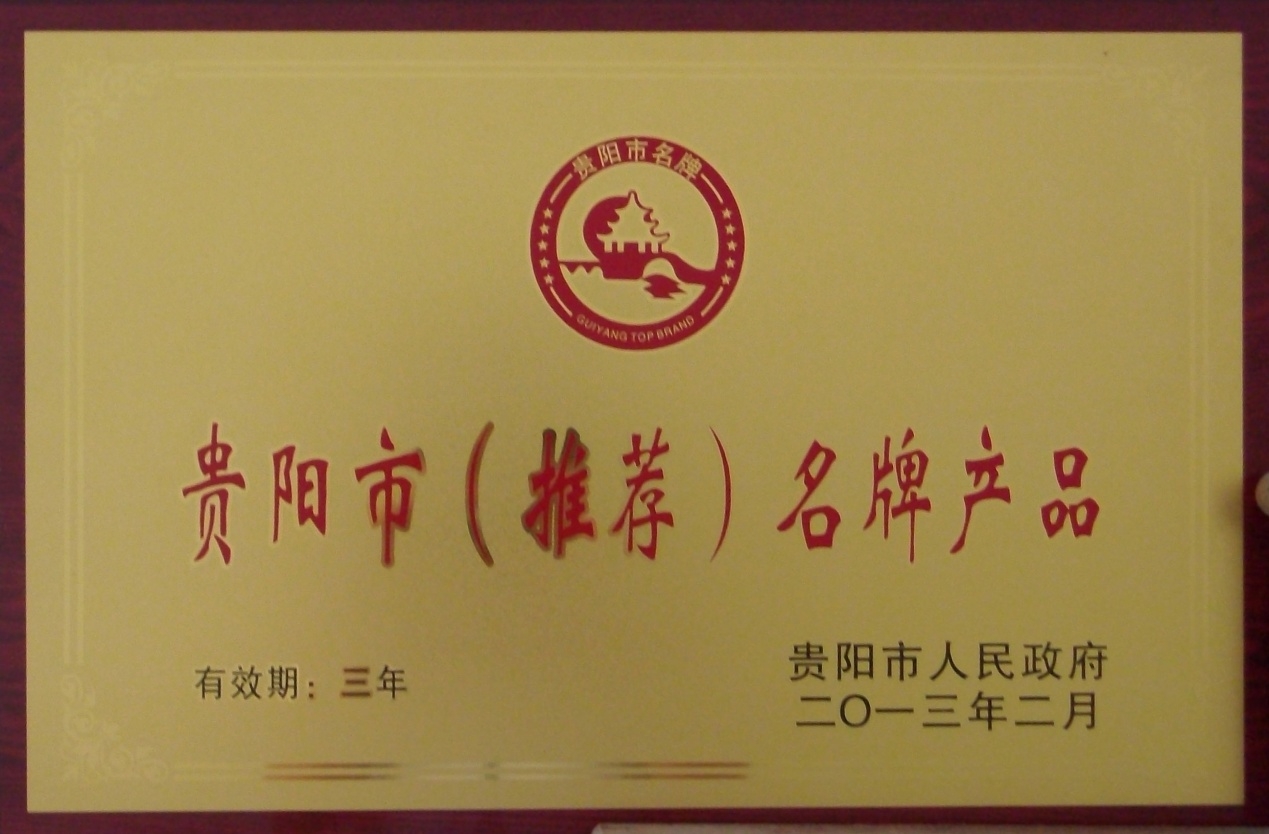 贵阳市名牌
GUIYANG TOP BRAND
贵阳市（推荐）名牌产品
有效期：三年
贵阳市人民政府
二〇一三年二月